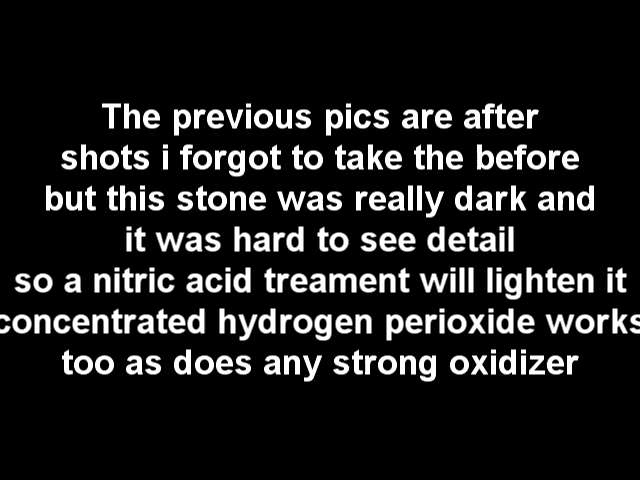 The previous pics are after
shots i forgot to take the before
but this stone was really dark and
it was hard to see detail
so a nitric acid treament will lighten it
concentrated hydrogen perioxide works
too as does any strong oxidizer